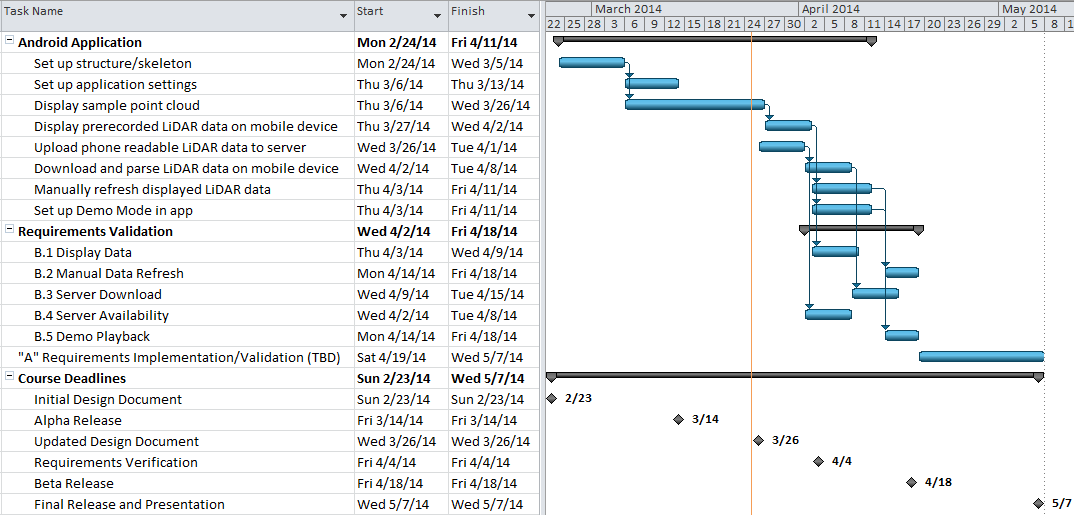 Task Name Start Finish March 2014 April 2014 May 2014
22 25 28 3 6 9 12 15 18 21 24 27 30 2 5 8 11 14 17 20 23 26 29 2 5 8 1
Android Application Mon 2/24/14 Fri 4/11/14
Set up structure/skeleton Mon 2/24/14 Wed 3/5/14
Set up application settings Thu 3/6/14 Thu 3/13/14
Display sample point cloud Thu 3/6/14 Wed 3/26/14
Display prerecorded LiDAR data on mobile device Thu 3/27/14 Wed 4/2/14
Upload phone readable LiDAR data to server Wed 3/26/14 Tue 4/1/14
Download and parse LiDAR data on mobile device Wed 4/2/14 Tue 4/8/14
Manually refresh displayed LiDAR data Thu 4/3/14 Fri 4/11/14
Set up Demo Mode in app Thu 4/3/14 Fri 4/11/14
Requirements Validation Wed 4/2/14 Fri 4/18/14
B.1 Display Data Thu 4/3/14 Wed 4/9/14
B.2 Manual Data Refresh Mon 4/14/14 Fri 4/18/14
B.3 Server Download Wed 4/9/14 Tue 4/15/14
B.4 Server Availability Wed 4/2/14 Tue 4/8/14
B.5 Demo Playback Mon 4/14/14 Fri 4/18/14
"A" Requirements Implementation/Validation (TBD) Sat 4/19/14 Wed 5/7/14
Course Deadlines Sun 2/23/14 Wed 5/7/14
Initial Design Document Sun 2/23/14 Sun 2/23/14 2/23
Alpha Release Fri 3/14/14 Fri 3/14/14 3/14
Updated Design Document Wed 3/26/14 Wed 3/26/14 3/26
Requirements Verification Fri 4/4/14 Fri 4/4/14 4/4
Beta Release Fri 4/18/14 Fri 4/18/14 4/18
Final Release and Presentation Wed 5/7/14 Wed 5/7/14 5/7